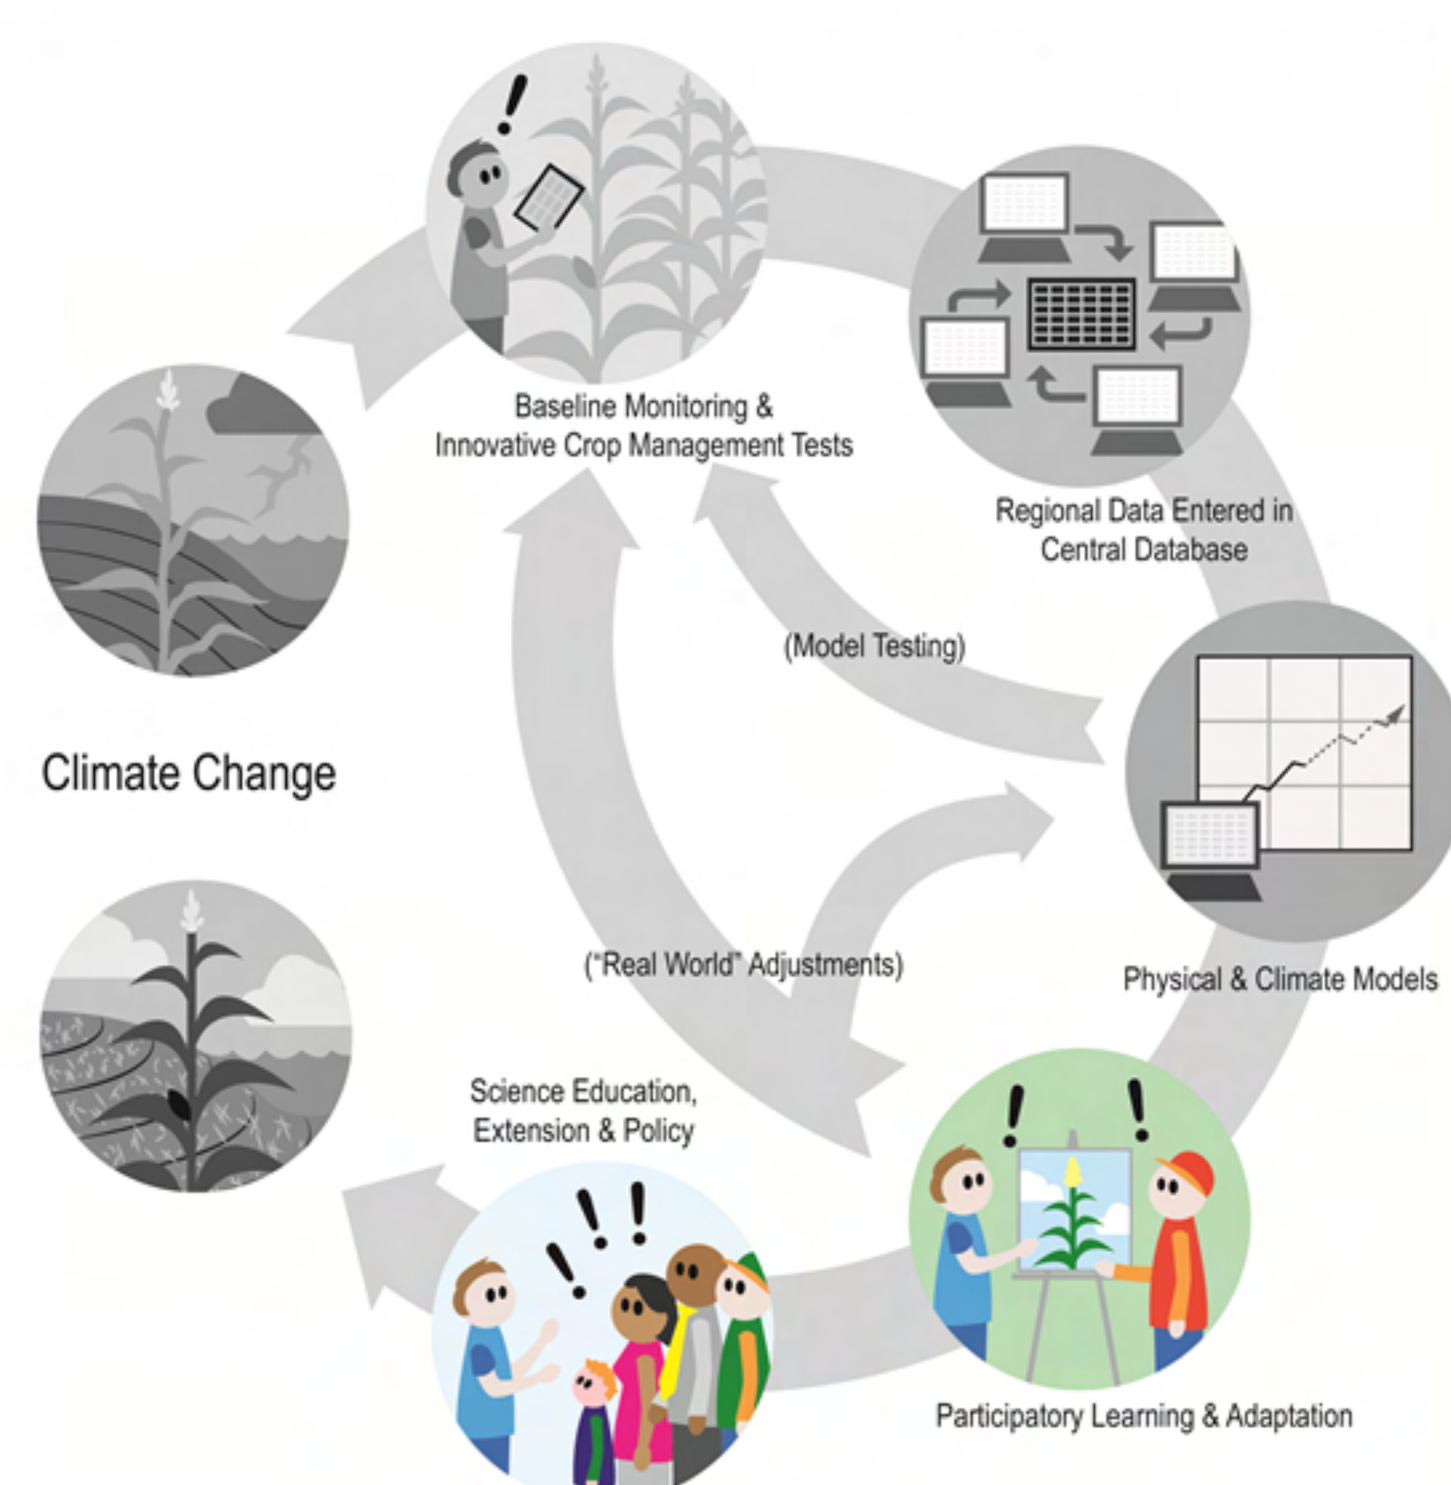 Baseline Monitoring &
Innovative Crop Management Tests
Regional Data Entered in
Central Database
(Model Testing)
Climate Change
("Real World" Adjustments)
Physical & Climate Models
Science Education,
Extension & Policy
Participatory Learning & Adaptation